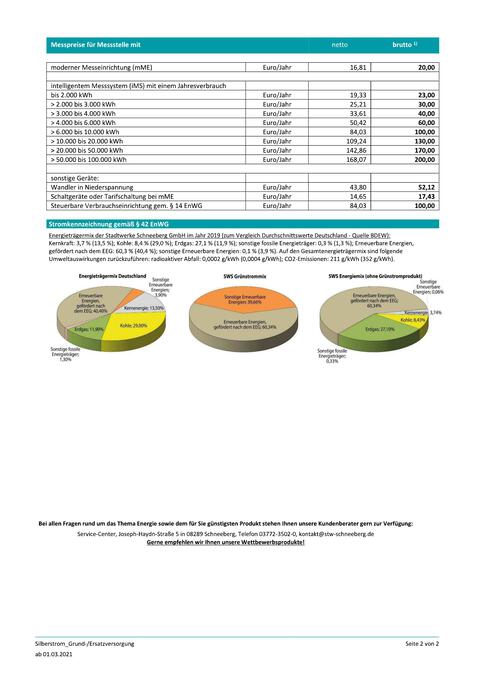 Messpreise für Messstelle mit netto brutto 1)
moderner Messeinrichtung (mME) Euro/Jahr 16,81 20,00
intelligentem Messsystem (iMS) mit einem Jahresverbrauch
bis 2.000 kWh Euro/Jahr 19,33 23,00
> 2.000 bis 3.000 kWh Euro/Jahr 25,21 30,00
> 3.000 bis 4.000 kWh Euro/Jahr 33,61 40,00
> 4.000 bis 6.000 kWh Euro/Jahr 50,42 60,00
> 6.000 bis 10.000 kWh Euro/Jahr 84,03 100,00
> 10.000 bis 20.000 kWh Euro/Jahr 109,24 130,00
> 20.000 bis 50.000 kWh Euro/Jahr 142,86 170,00
> 50.000 bis 100.000 kWh Euro/Jahr 168,07 200,00
sonstige Geräte:
Wandler in Niederspannung Euro/Jahr 43,80 52,12
Schaltgeräte oder Tarifschaltung bei mME Euro/Jahr 14,65 17,43
Steuerbare Verbrauchseinrichtung gem. § 14 EnWG Euro/Jahr 84,03 100,00
Stromkennzeichnung gemäß § 42 EnWG
Energieträgermix der Stadtwerke Schneeberg GmbH im Jahr 2019 (zum Vergleich Durchschnittswerte Deutschland - Quelle BDEW):
Kernkraft: 3,7 % (13,5 %); Kohle: 8,4 % (29,0 %); Erdgas: 27,1 % (11,9 %); sonstige fossile Energieträger: 0,3 % (1,3 %); Erneuerbare Energien,
gefördert nach dem EEG: 60,3 % (40,4 %); sonstige Erneuerbare Energien: 0,1 % (3,9 %). Auf den Gesamtenergieträgermix sind folgende
Umweltauswirkungen zurückzuführen: radioaktiver Abfall: 0,0002 g/kWh (0,0004 g/kWh); CO2-Emissionen: 211 g/kWh (352 g/kWh).
Energieträgermix Deutschland
Sonstige
Erneuerbare
Energien;
3,90%
Erneuerbare
Energien,
gefördert nach
dem EEG; 40,40%
Kernenergie; 13,50%
Kohle; 29,00%
Erdgas; 11,90%
Sonstige fossile
Energieträger;
1,30%
SWS Grünstrommix
Sonstige Erneuerbare
Energien; 39,66%
Erneuerbare Energien,
gefördert nach dem EEG; 60,34%
SWS Energiemix (ohne Grünstromprodukt)
Sonstige
Erneuerbare
Energien; 0,06%
Erneuerbare Energien,
gefördert nach dem EEG;
60,34%
Kernenergie; 3,74%
Kohle; 8,43%
Erdgas; 27,10%
Sonstige fossile
Energieträger;
0,33%
Bei allen Fragen rund um das Thema Energie sowie dem für Sie günstigsten Produkt stehen Ihnen unsere Kundenberater gern zur Verfügung:
Service-Center, Joseph-Haydn-Straße 5 in 08289 Schneeberg, Telefon 03772-3502-0, kontakt@stw-schneeberg.de
Gerne empfehlen wir Ihnen unsere Wettbewerbsprodukte!
Silberstrom_Grund-/Ersatzversorgung Seite 2 von 2
ab 01.03.2021